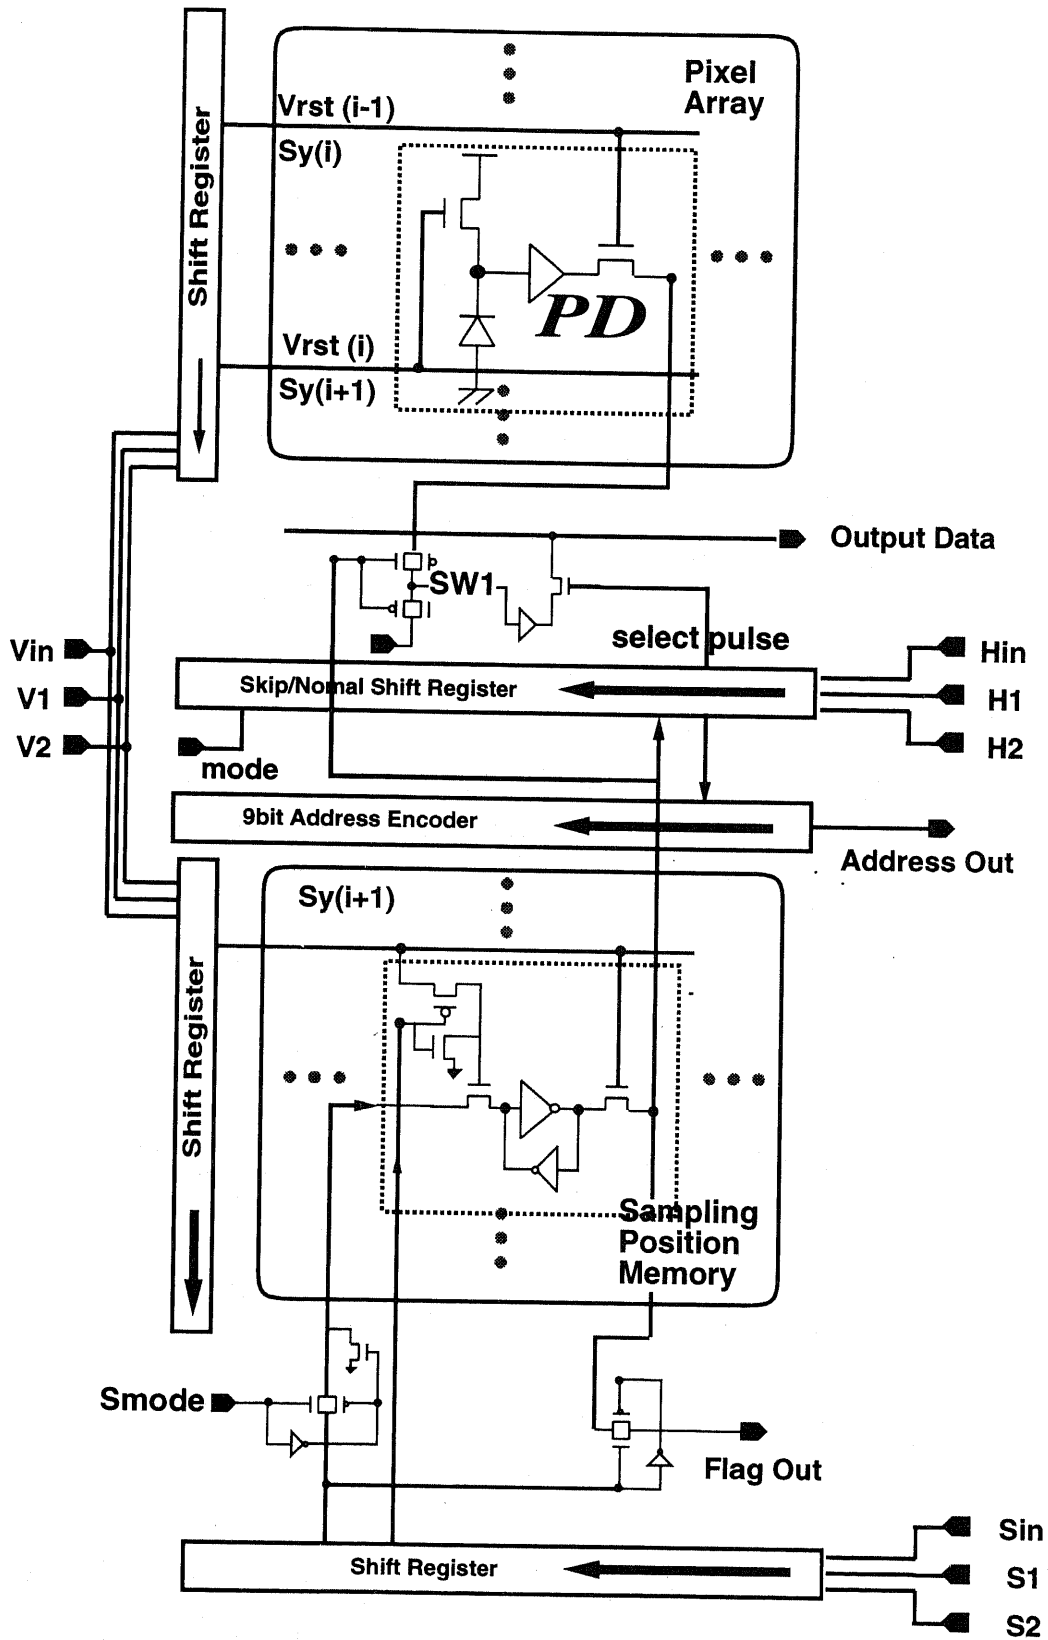 Pixel
Array
Vrst (i-1)
Sy(i)
Shift Register
PD
Vrst (i)
Sy(i+1)
Output Data
SW1
select pulse
Vin
V1
V2
Hin
H1
H2
Skip/Nomal Shift Register
mode
9bit Address Encoder
Address Out
Sy(i+1)
Shift Register
Sampling
Position
Memory
Smode
Flag Out
Shift Register
Sin
S1
S2